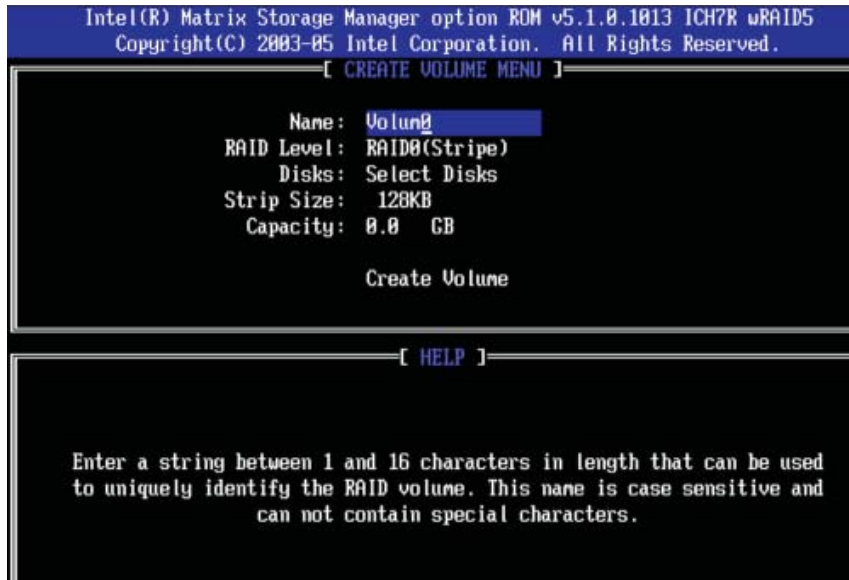 Intel(R) Matrix Storage Manager option ROM v5.1.0.1013 ICH7R wRAID5
Copyright(C) 2003-05 Intel Corporation. All Rights Reserved.
[ CREATE VOLUME MENU ]
Name: Volum0
RAID Level: RAID0(Stripe)
Disks: Select Disks
Strip Size: 128KB
Capacity: 0.0 GB
Create Volume
[ HELP ]
Enter a string between 1 and 16 characters in length that can be used
to uniquely identify the RAID volume. This name is case sensitive and
can not contain special characters.